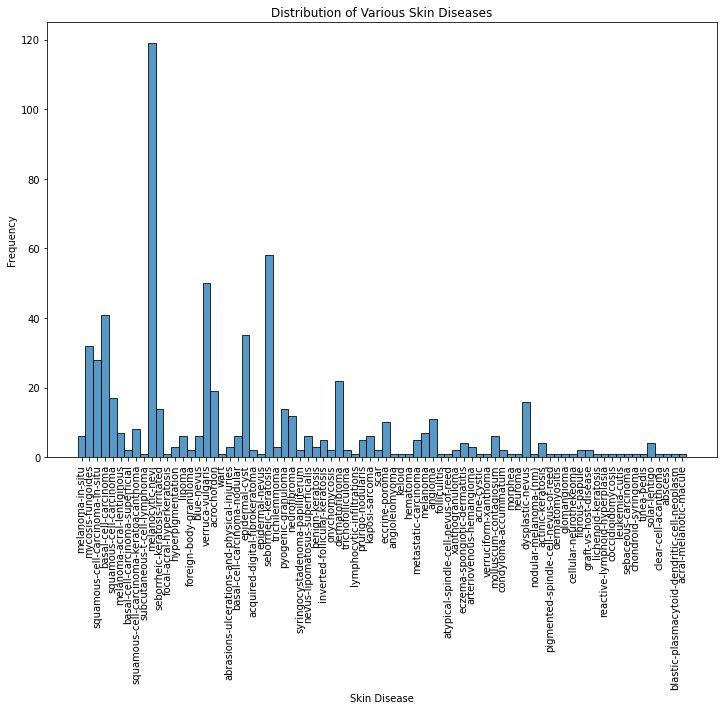 Distribution of Various Skin Diseases
120
100
80
60
40
20
0
Frequency
melanoma-in-situ
mycosis-fungoides
squamous-cell-carcinoma-in-situ
basal-cell-carcinoma
squamous-cell-carcinoma
melanoma-acral-lentiginous
basal-cell-carcinoma-superficial
squamous-cell-carcinoma-keratoacanthoma
subcutaneous-t-cell-lymphoma
melanocytic-nevi
seborrheic-keratosis-irritated
focal-acral-hyperkeratosis
hyperpigmentation
lipoma
foreign-body-granuloma
blue-nevus
verruca-vulgaris
acrochordon
wart
abrasions-ulcerations-and-physical-injuries
basal-cell-carcinoma-nodular
epidermal-cyst
acquired-digital-fibrokeratoma
epidermal-nevus
seborrheic-keratosis
trichilemmoma
pyogenic-granuloma
neurofibroma
syringocystadenoma-papilliferum
nevus-lipomatosus-superficialis
benign-keratosis
inverted-follicular-keratosis
onychomycosis
dermatofibroma
trichofolliculoma
lymphocytic-infiltrations
prurigo-nodularis
kaposi-sarcoma
scar
eccrine-poroma
angioleiomyoma
keloid
hematoma
metastatic-carcinoma
melanoma
angioma
folliculitis
atypical-spindle-cell-nevus-of-reed
xanthogranuloma
eczema-spongiotic-dermatitis
arteriovenous-hemangioma
acne-cystic
verruciform-xanthoma
molluscum-contagiosum
condyloma-accuminatum
morphea
neuroma
dysplastic-nevus
nodular-melanoma-(nm)
actinic-keratosis
pigmented-spindle-cell-nevus-of-reed
dermatomyositis
glomangioma
cellular-neurothekeoma
fibrous-papule
graft-vs-host-disease
lichenoid-keratosis
reactive-lymphoid-hyperplasia
coccidioidomycosis
leukemia-cutis
sebaceous-carcinoma
chondroid-syringoma
tinea-pedis
solar-lentigo
clear-cell-acanthoma
abscess
blastic-plasmacytoid-dendritic-cell-neoplasm
acral-melanotic-macule
Skin Disease